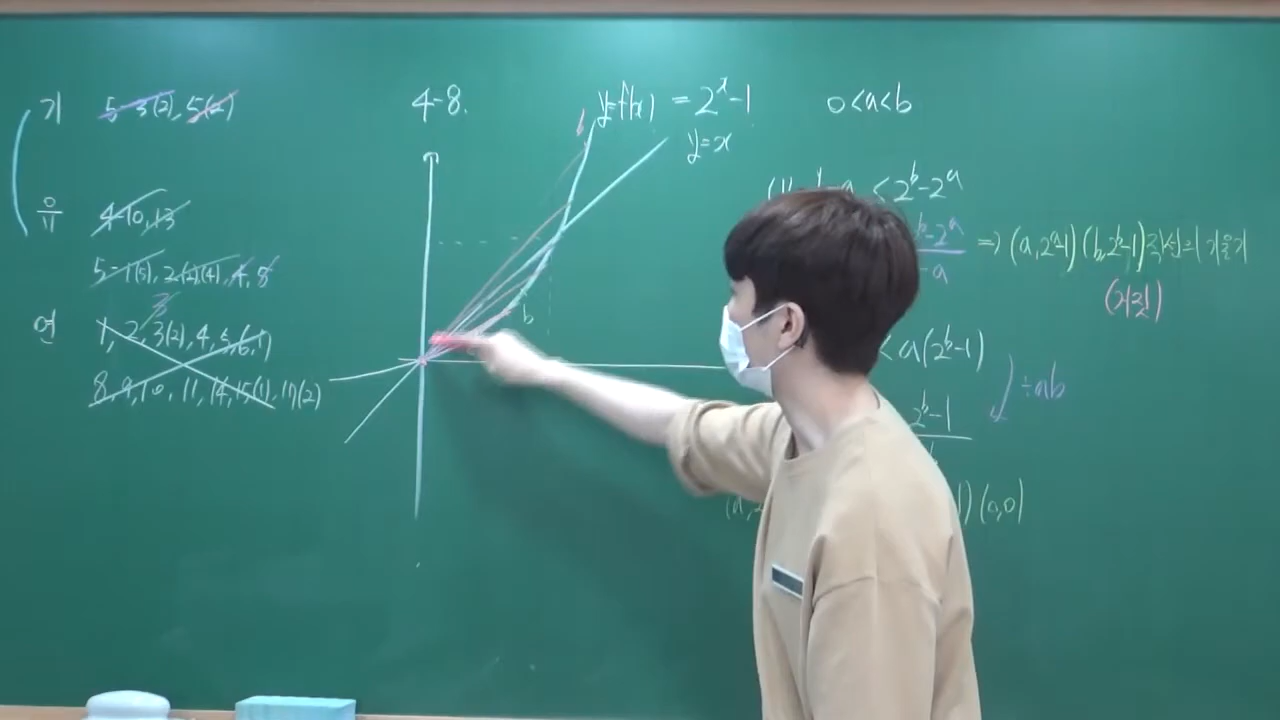 기 5-3(2), 5(2)
유 4-10, 13
5-1(5), 2(2)(4), 4, 8
3
연 1, 2, 3(2), 4, 5, 6, 7
8, 9, 10, 11, 14, 15(1), 17(2)
4-8.
y=f(x) = 2^x-1
y=x
b
0<a<b
< 2^b-2^a
2^b-2^a
-a
⇒ (a, 2^a-1) (b, 2^b-1) 직선의 기울기
(거짓)
< a(2^b-1)
÷ab
2^b-1
(0,0)